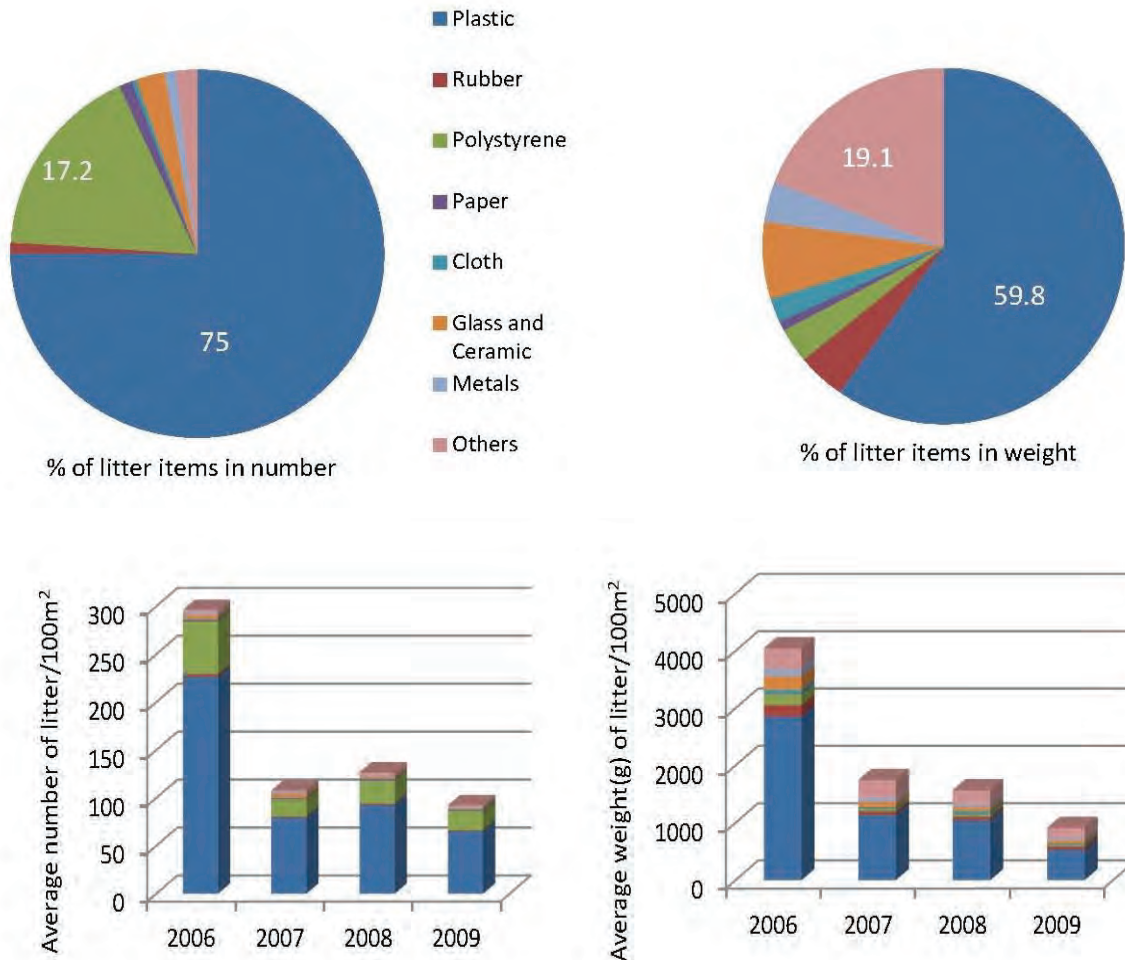 Plastic
Rubber
Polystyrene
Paper
Cloth
Glass and
Ceramic
Metals
Others
17.2
75
% of litter items in number
19.1
59.8
% of litter items in weight
Average number of litter/100m²
300
250
200
150
100
50
0
2006 2007 2008 2009
Average weight(g) of litter/100m²
5000
4000
3000
2000
1000
0
2006 2007 2008 2009